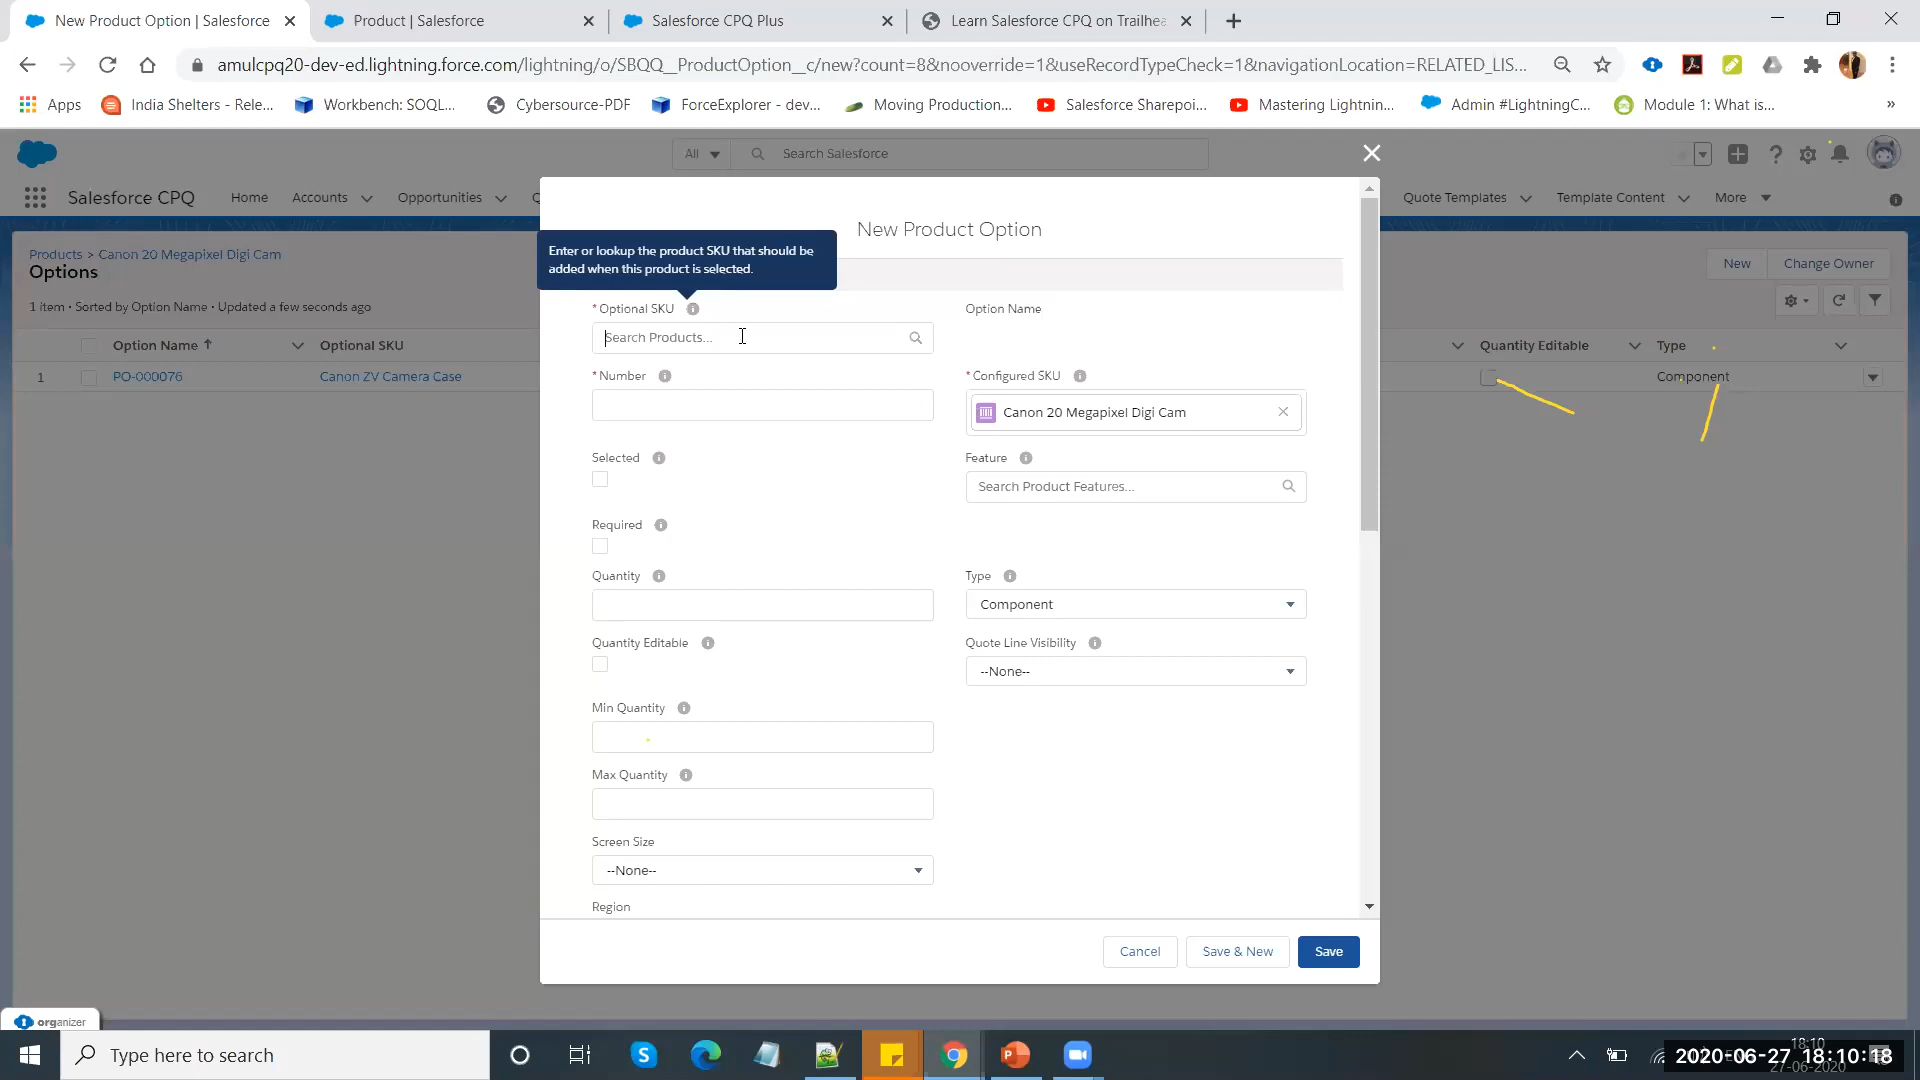 New Product Option | Salesforce
Product | Salesforce
Salesforce CPQ Plus
Learn Salesforce CPQ on Trailhea
amulcpq20-dev-ed.lightning.force.com/lightning/o/SBQQ__ProductOption__c/new?count=8&nooverride=1&useRecordTypeCheck=1&navigationLocation=RELATED_LIS...
Apps
India Shelters - Rele...
Workbench: SOQL...
Cybersource-PDF
ForceExplorer - dev...
Moving Production...
Salesforce Sharepoi...
Mastering Lightnin...
Admin #LightningC...
Module 1: What is...
»
All
Search Salesforce
Salesforce CPQ
Home
Accounts
Opportunities
Q
Quote Templates
Template Content
More
Products > Canon 20 Megapixel Digi Cam
Options
1 item • Sorted by Option Name • Updated a few seconds ago
New
Change Owner
Option Name ↑
Optional SKU
Quantity Editable
Type
1
PO-000076
Canon ZV Camera Case
Component
New Product Option
Enter or lookup the product SKU that should be
added when this product is selected.
*Optional SKU
Search Products...
Option Name
*Number
*Configured SKU
Canon 20 Megapixel Digi Cam
Selected
Feature
Search Product Features...
Required
Quantity
Type
Component
Quantity Editable
Quote Line Visibility
--None--
Min Quantity
Max Quantity
Screen Size
--None--
Region
Cancel
Save & New
Save
organizer
Type here to search
18:10
2020-06-27 18:10:18
27-06-2020